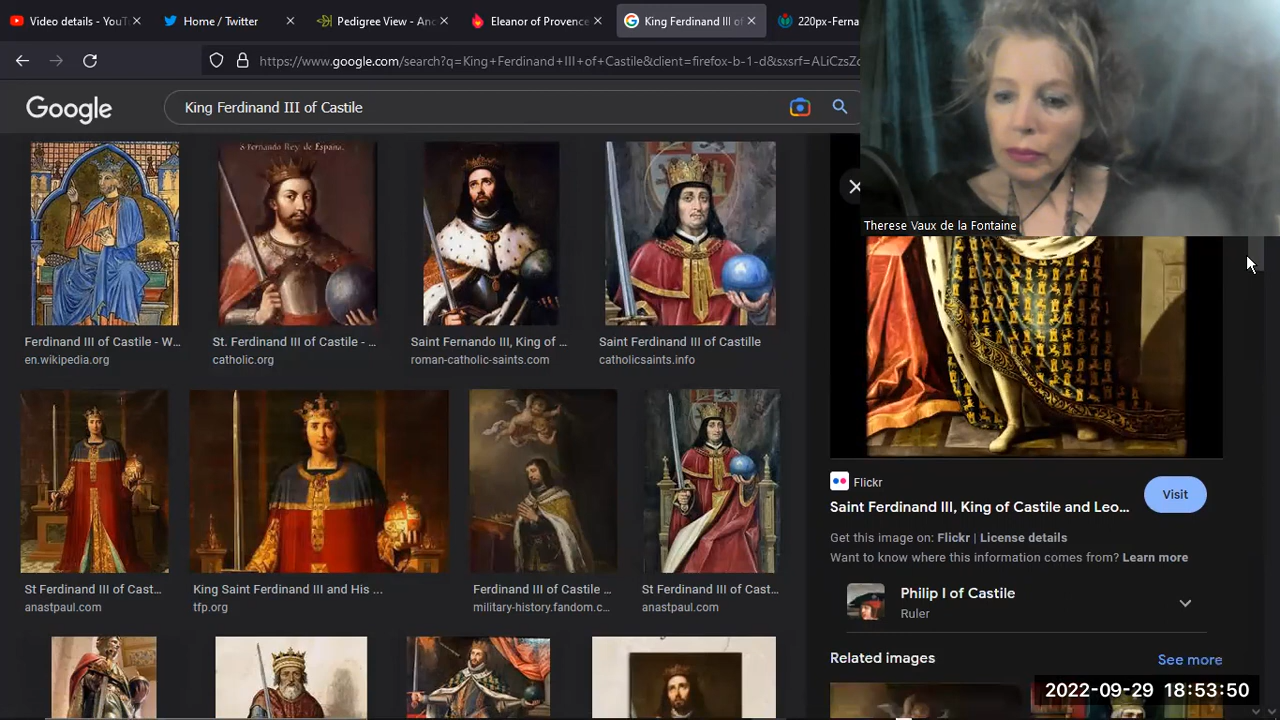 Video details - YouT
Home / Twitter
Pedigree View - Anc
Eleanor of Provence
King Ferdinand III of
220px-Ferna
https://www.google.com/search?q=King+Ferdinand+III+of+Castile&client=firefox-b-1-d&sxsrf=ALiCzsZc
Google
King Ferdinand III of Castile
Therese Vaux de la Fontaine
S. Fernando Rey de España.
Ferdinand III of Castile - W...
en.wikipedia.org
St. Ferdinand III of Castile - ...
catholic.org
Saint Fernando III, King of ...
roman-catholic-saints.com
Saint Ferdinand III of Castille
catholicsaints.info
Flickr
Saint Ferdinand III, King of Castile and Leo...
Visit
Get this image on: Flickr | License details
Want to know where this information comes from? Learn more
St Ferdinand III of Cast...
anastpaul.com
King Saint Ferdinand III and His ...
tfp.org
Ferdinand III of Castile ...
military-history.fandom.c...
St Ferdinand III of Cast...
anastpaul.com
Philip I of Castile
Ruler
Related images
See more
2022-09-29 18:53:50